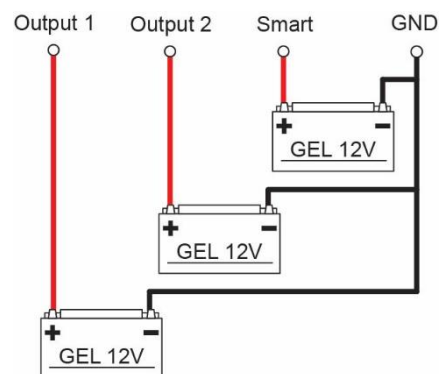 Output 1 Output 2 Smart GND
+ −
GEL 12V
+ −
GEL 12V
+ −
GEL 12V